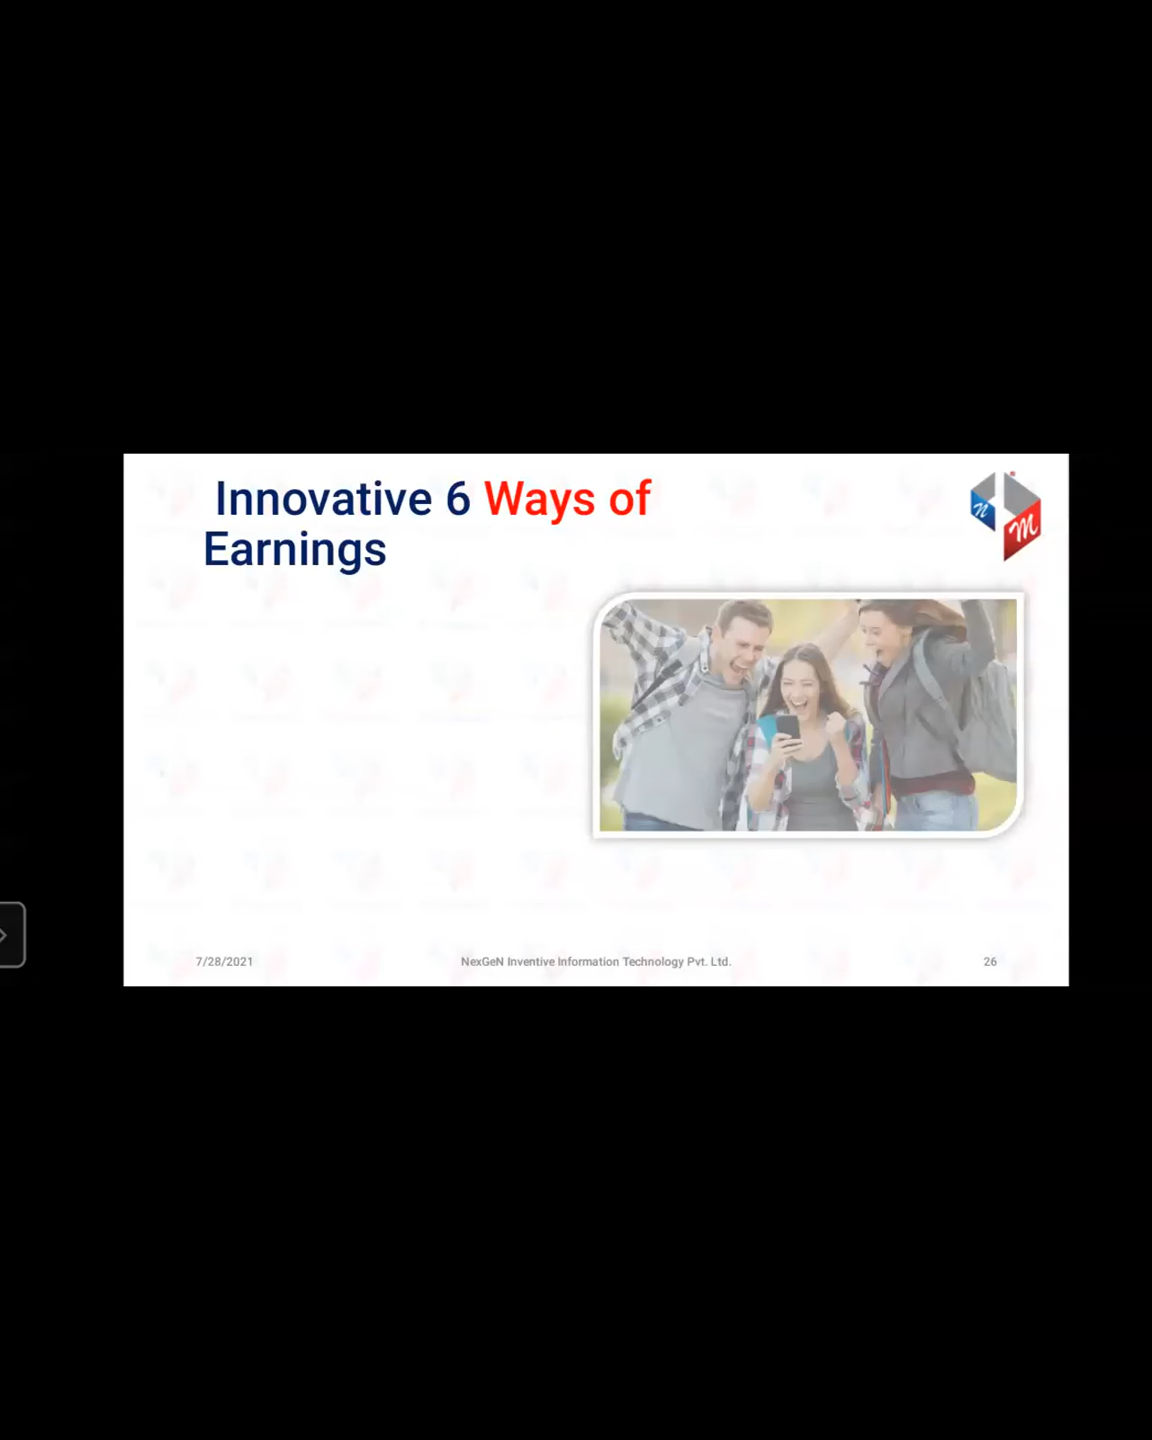 Innovative 6 Ways of
Earnings
n
m
7/28/2021
NexGeN Inventive Information Technology Pvt. Ltd.
26